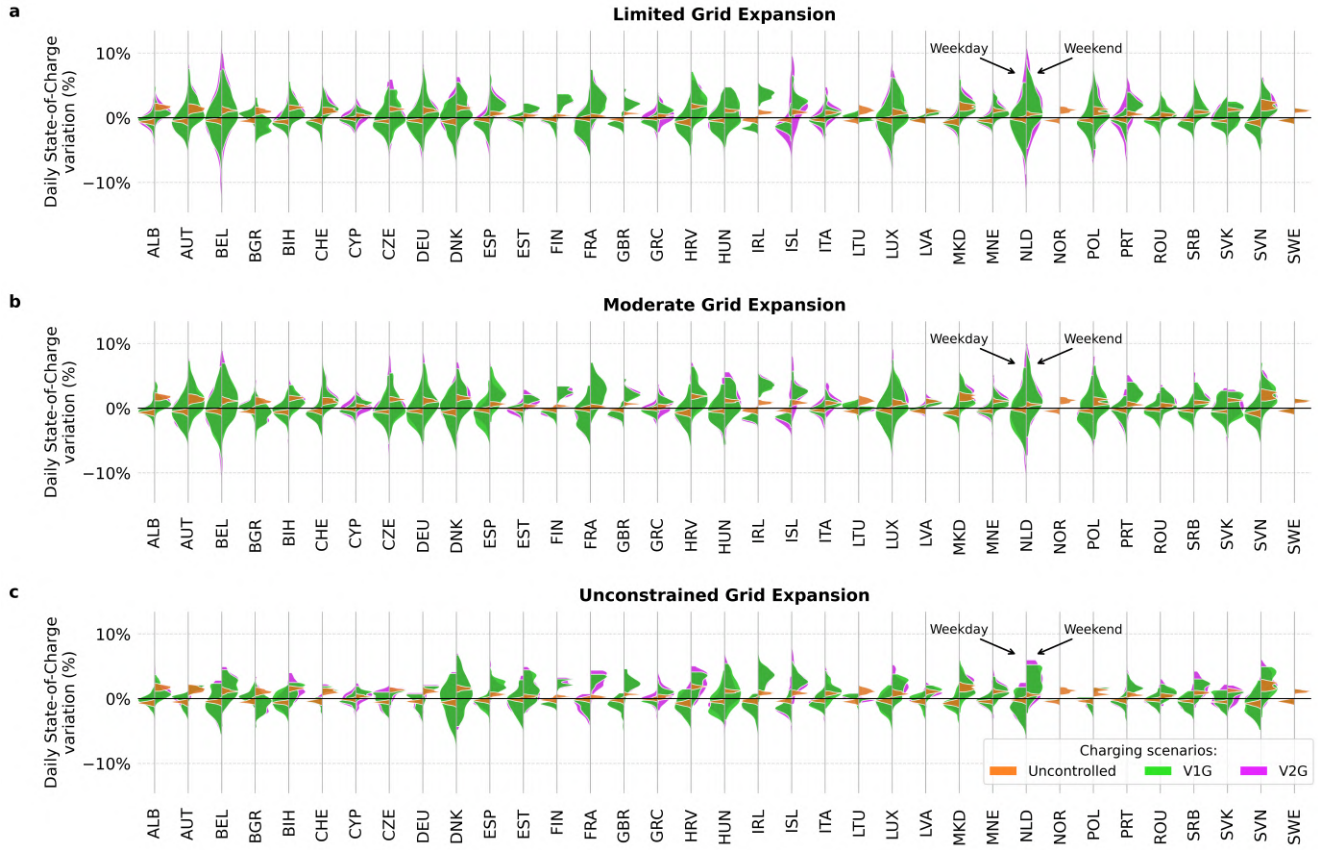 a
Limited Grid Expansion
Daily State-of-Charge
variation (%)
10%
0%
−10%
Weekday
Weekend
ALB AUT BEL BGR BIH CHE CYP CZE DEU DNK ESP EST FIN FRA GBR GRC HRV HUN IRL ISL ITA LTU LUX LVA MKD MNE NLD NOR POL PRT ROU SRB SVK SVN SWE
b
Moderate Grid Expansion
Daily State-of-Charge
variation (%)
10%
0%
−10%
Weekday
Weekend
ALB AUT BEL BGR BIH CHE CYP CZE DEU DNK ESP EST FIN FRA GBR GRC HRV HUN IRL ISL ITA LTU LUX LVA MKD MNE NLD NOR POL PRT ROU SRB SVK SVN SWE
c
Unconstrained Grid Expansion
Daily State-of-Charge
variation (%)
10%
0%
−10%
Weekday
Weekend
Charging scenarios:
Uncontrolled V1G V2G
ALB AUT BEL BGR BIH CHE CYP CZE DEU DNK ESP EST FIN FRA GBR GRC HRV HUN IRL ISL ITA LTU LUX LVA MKD MNE NLD NOR POL PRT ROU SRB SVK SVN SWE